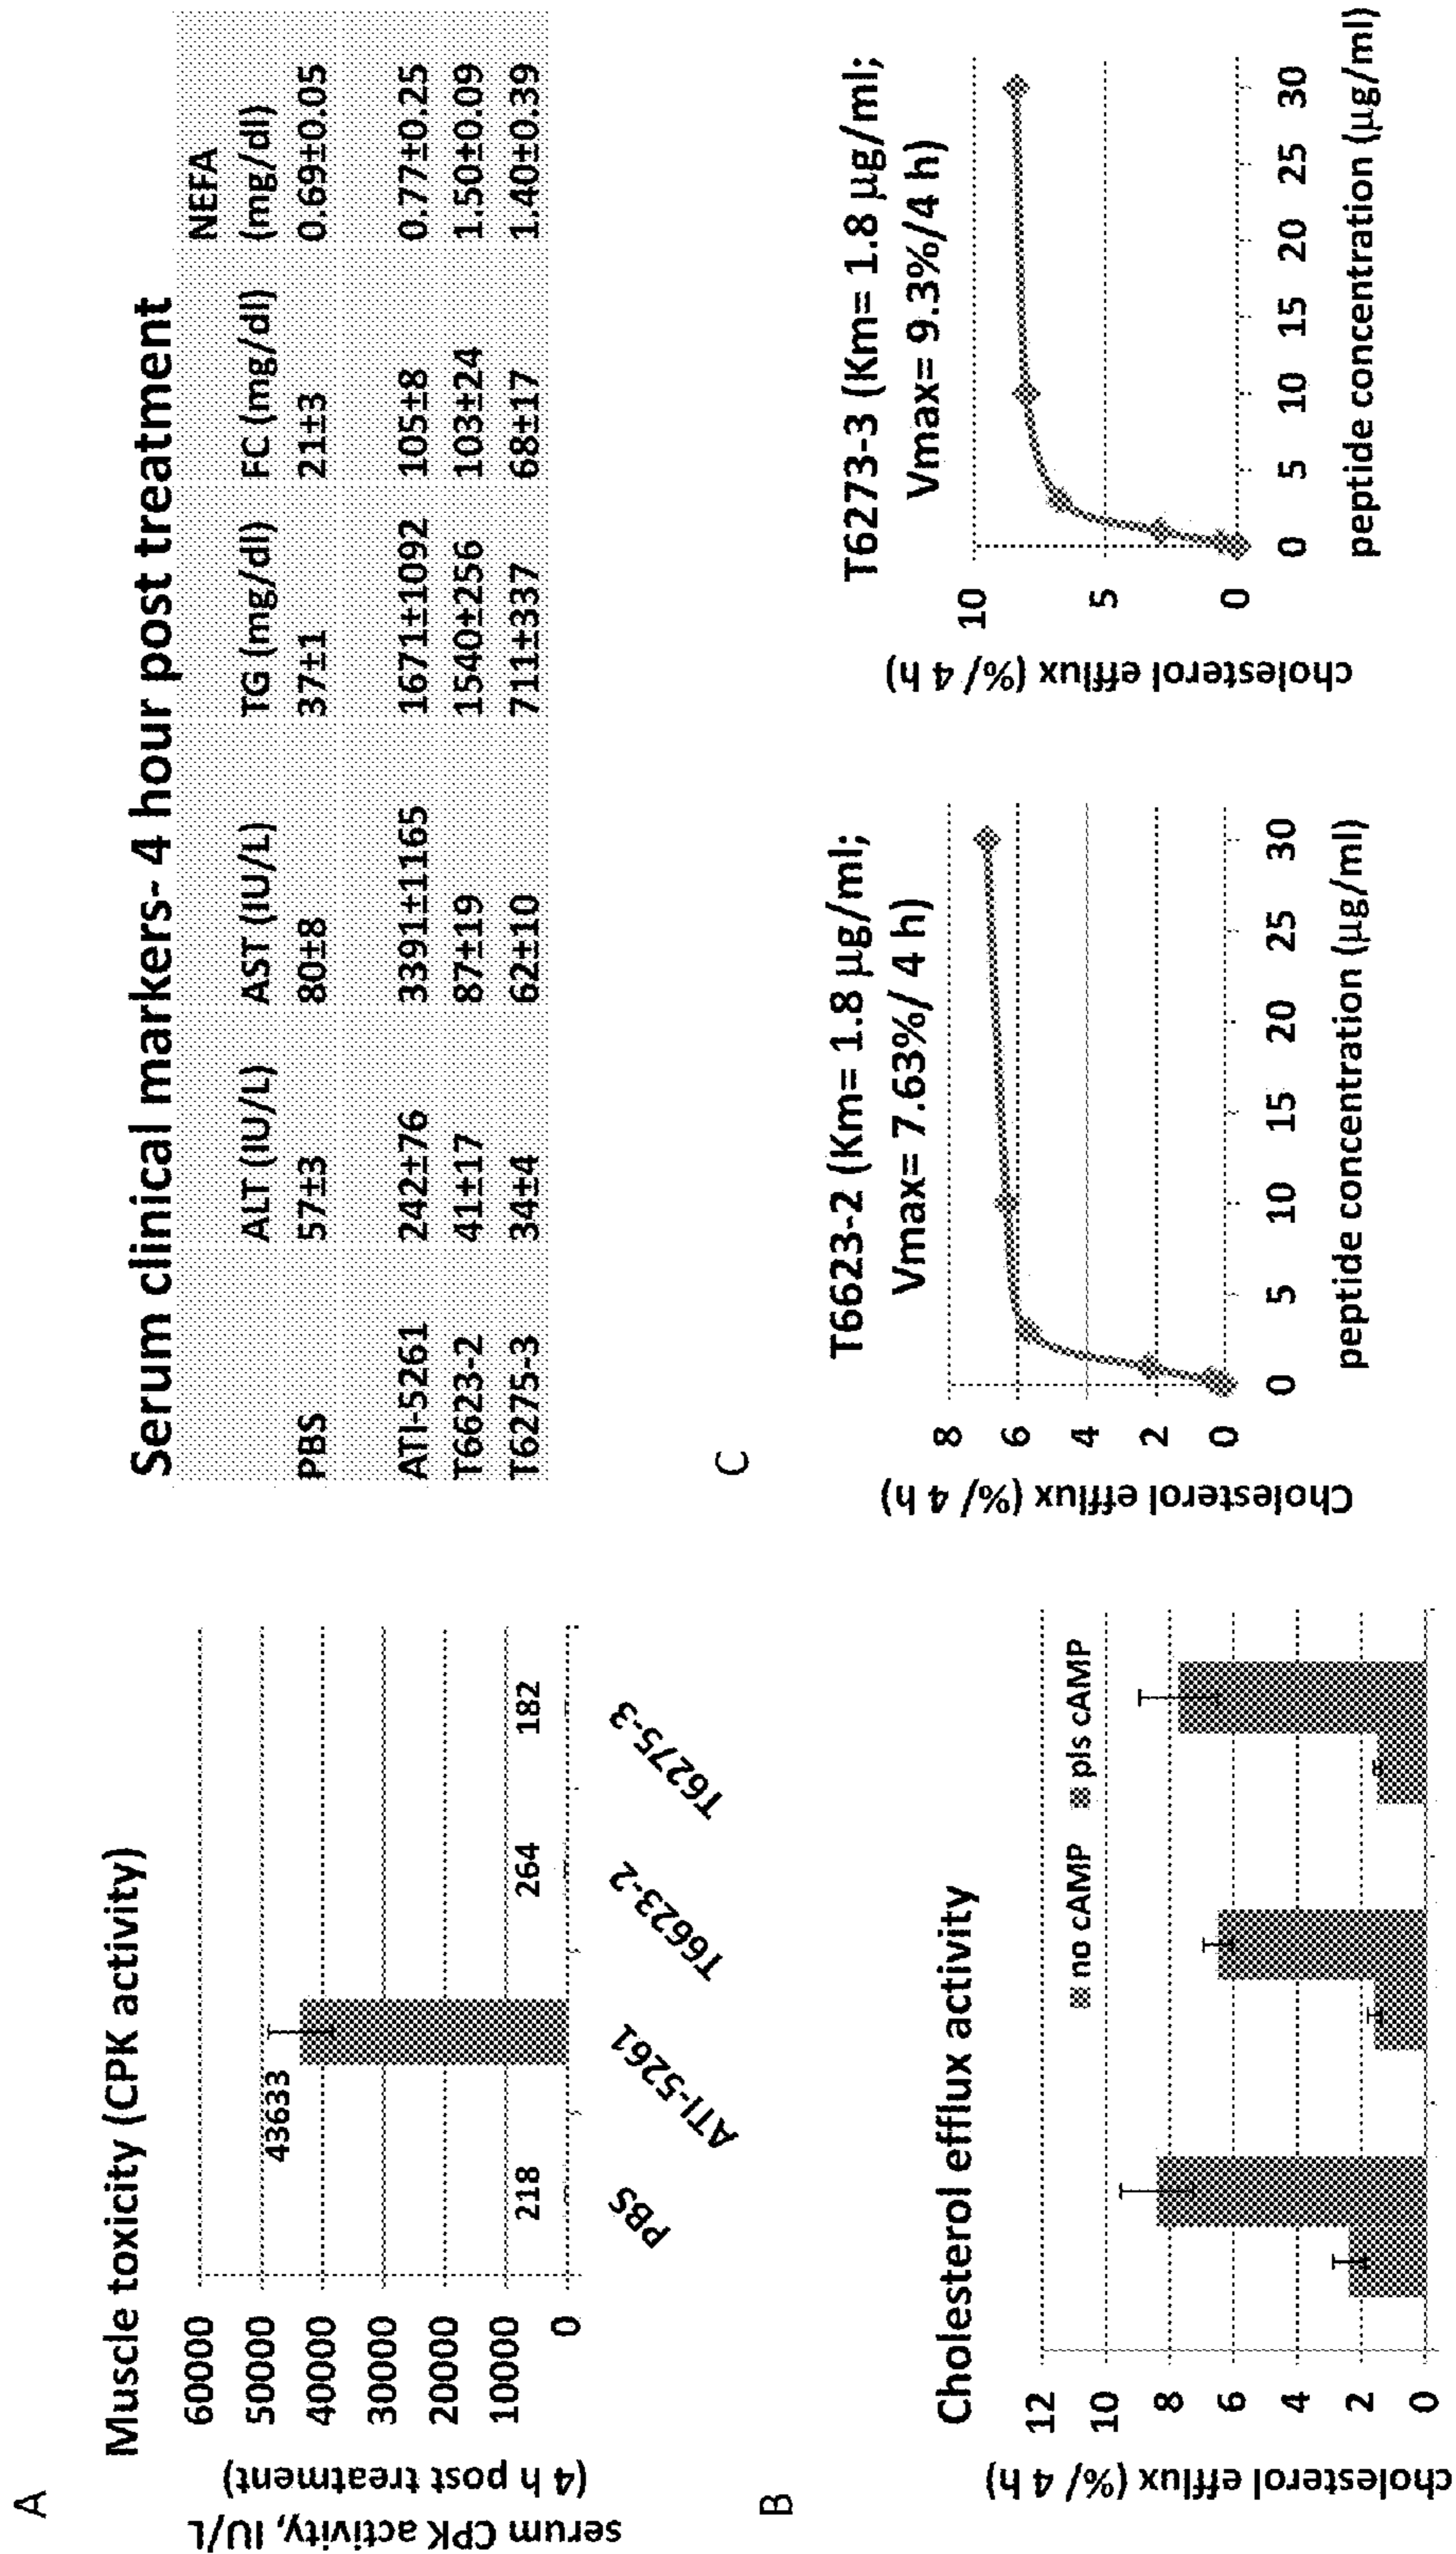 A
Muscle toxicity (CPK activity)
serum CPK activity, IU/L
(4 h post treatment)
60000
50000
40000
30000
20000
10000
0
218
43633
264
182
PBS
ATI-5261
T6623-2
T6275-3
Serum clinical markers- 4 hour post treatment
ALT (IU/L) AST (IU/L) TG (mg/dl) FC (mg/dl) NEFA (mg/dl)
PBS 57±3 80±8 37±1 21±3 0.69±0.05
ATI-5261 242±76 3391±1165 1671±1092 105±8 0.77±0.25
T6623-2 41±17 87±19 1540±256 103±24 1.50±0.09
T6275-3 34±4 62±10 711±337 68±17 1.40±0.39
B
Cholesterol efflux activity
cholesterol efflux (%/ 4 h)
12
10
8
6
4
2
0
no cAMP pls cAMP
C
T6623-2 (Km= 1.8 μg/ml;
Vmax= 7.63%/ 4 h)
Cholesterol efflux (%/ 4 h)
8
6
4
2
0
0 5 10 15 20 25 30
peptide concentration (μg/ml)
T6273-3 (Km= 1.8 μg/ml;
Vmax= 9.3%/4 h)
cholesterol efflux (%/ 4 h)
10
5
0
0 5 10 15 20 25 30
peptide concentration (μg/ml)